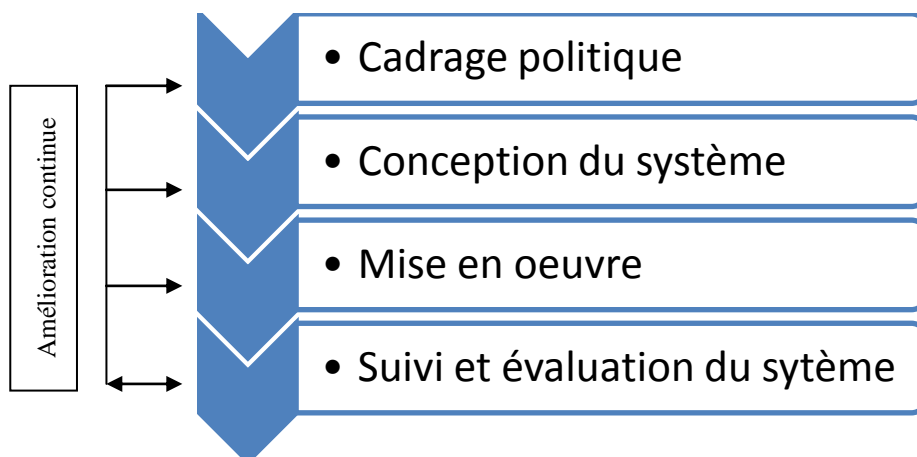 Amélioration continue
• Cadrage politique
• Conception du système
• Mise en oeuvre
• Suivi et évaluation du sytème